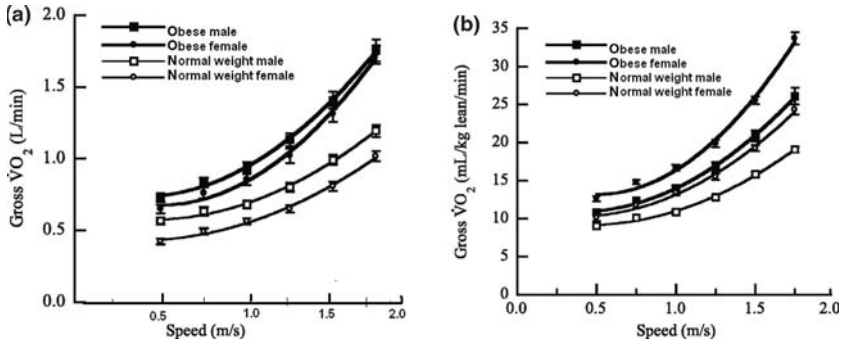 (a)
Obese male
Obese female
Normal weight male
Normal weight female
2.0
1.5
1.0
0.5
0.0
Gross V̇O2 (L/min)
0.5 1.0 1.5 2.0
Speed (m/s)
(b)
Obese male
Obese female
Normal weight male
Normal weight female
35
30
25
20
15
10
5
0
Gross V̇O2 (mL/kg lean/min)
0.0 0.5 1.0 1.5 2.0
Speed (m/s)